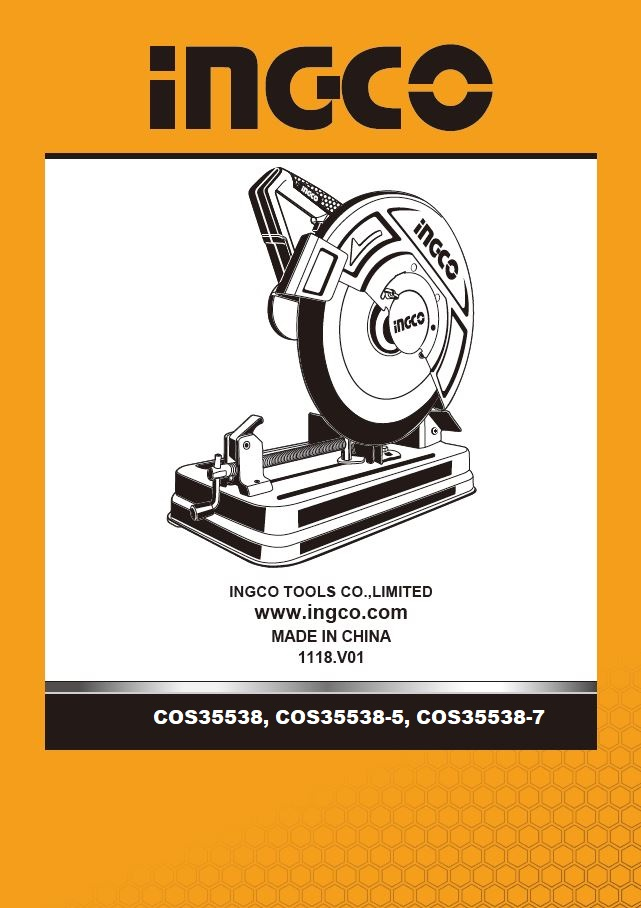 INGCO
INGCO
INGCO
INGCO
INGCO TOOLS CO.,LIMITED
www.ingco.com
MADE IN CHINA
1118.V01
COS35538, COS35538-5, COS35538-7